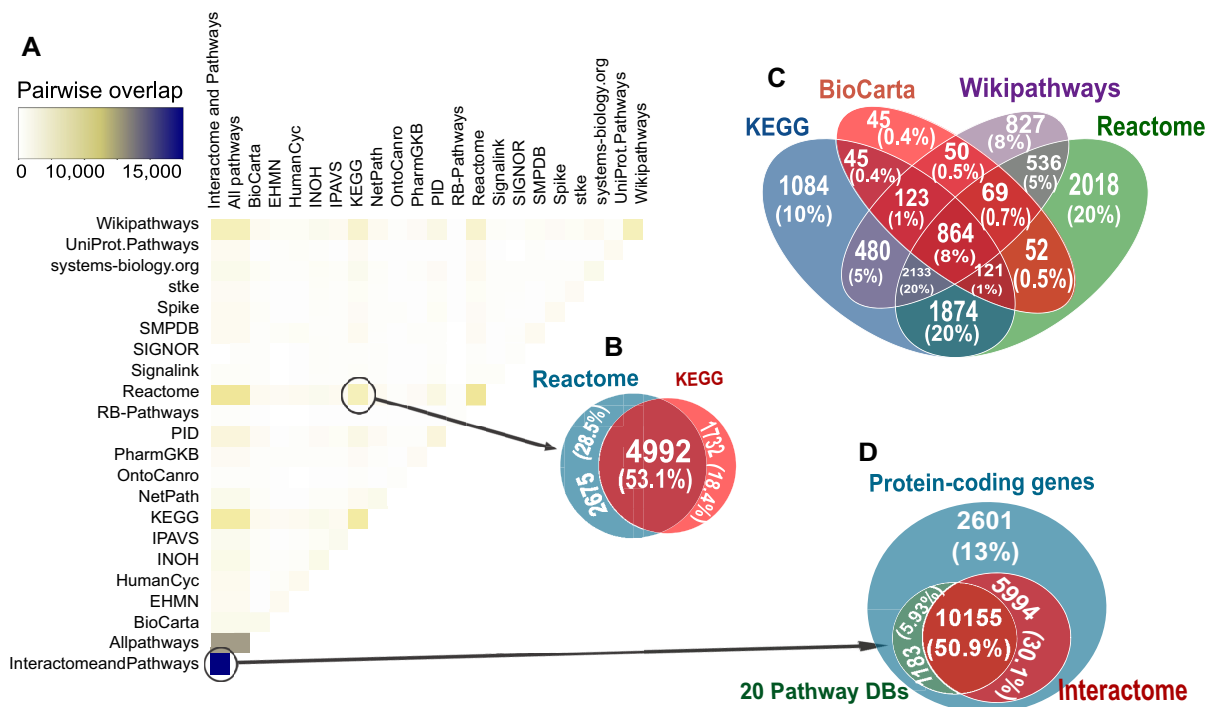 A
Pairwise overlap
0 10,000 15,000
Interactome and Pathways
All pathways
BioCarta
EHMN
HumanCyc
INOH
IPAVS
KEGG
NetPath
OntoCanro
PharmGKB
PID
RB-Pathways
Reactome
Signalink
SIGNOR
SMPDB
Spike
stke
systems-biology.org
UniProt.Pathways
Wikipathways
Wikipathways
UniProt.Pathways
systems-biology.org
stke
Spike
SMPDB
SIGNOR
Signalink
Reactome
RB-Pathways
PID
PharmGKB
OntoCanro
NetPath
KEGG
IPAVS
INOH
HumanCyc
EHMN
BioCarta
Allpathways
InteractomeandPathways
B
Reactome
KEGG
2675 (28.5%)
4992
(53.1%)
1732 (18.4%)
C
KEGG
BioCarta
Wikipathways
Reactome
45
(0.4%)
827
(8%)
1084
(10%)
45
(0.4%)
50
(0.5%)
536
(5%)
2018
(20%)
123
(1%)
69
(0.7%)
864
(8%)
480
(5%)
52
(0.5%)
2133
(20%)
121
(1%)
1874
(20%)
D
Protein-coding genes
2601
(13%)
1183 (5.93%)
10155
(50.9%)
5994 (30.1%)
20 Pathway DBs
Interactome